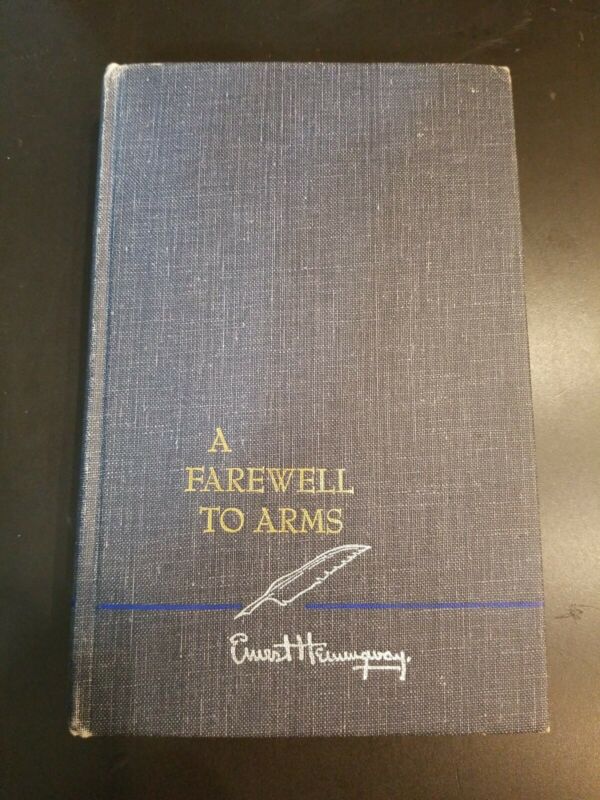 A
FAREWELL
TO ARMS
Ernest Hemingway.